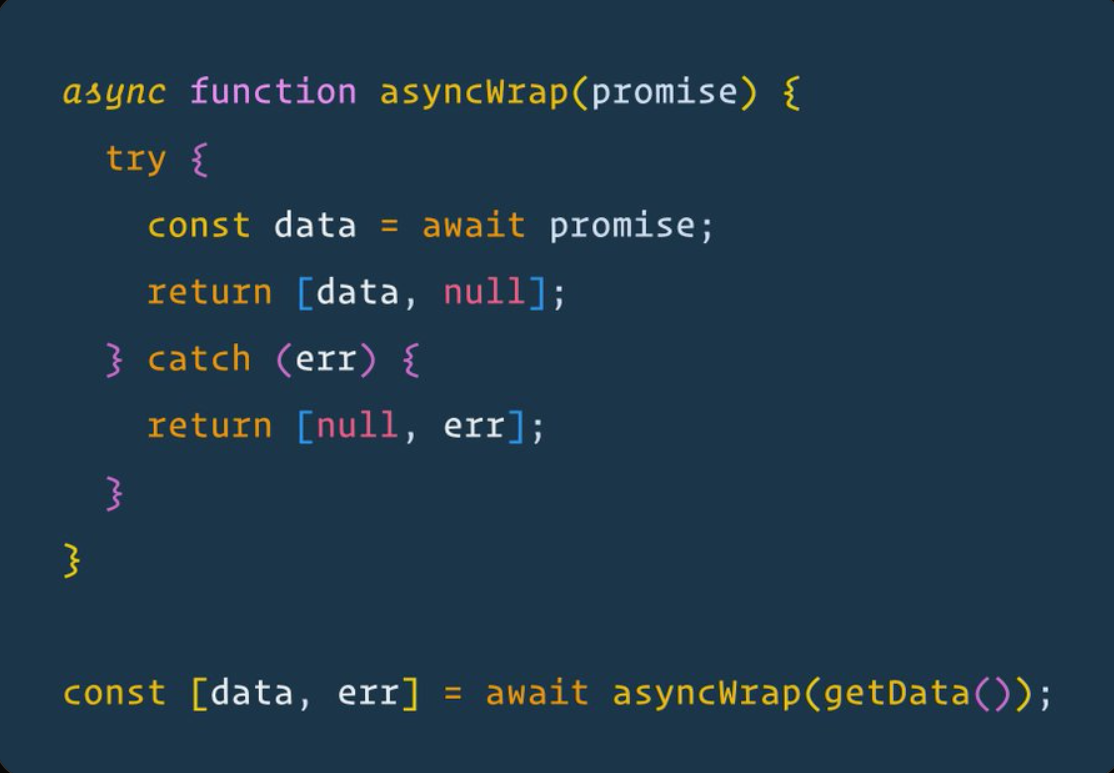 async function asyncWrap(promise) {
  try {
    const data = await promise;
    return [data, null];
  } catch (err) {
    return [null, err];
  }
}

const [data, err] = await asyncWrap(getData());